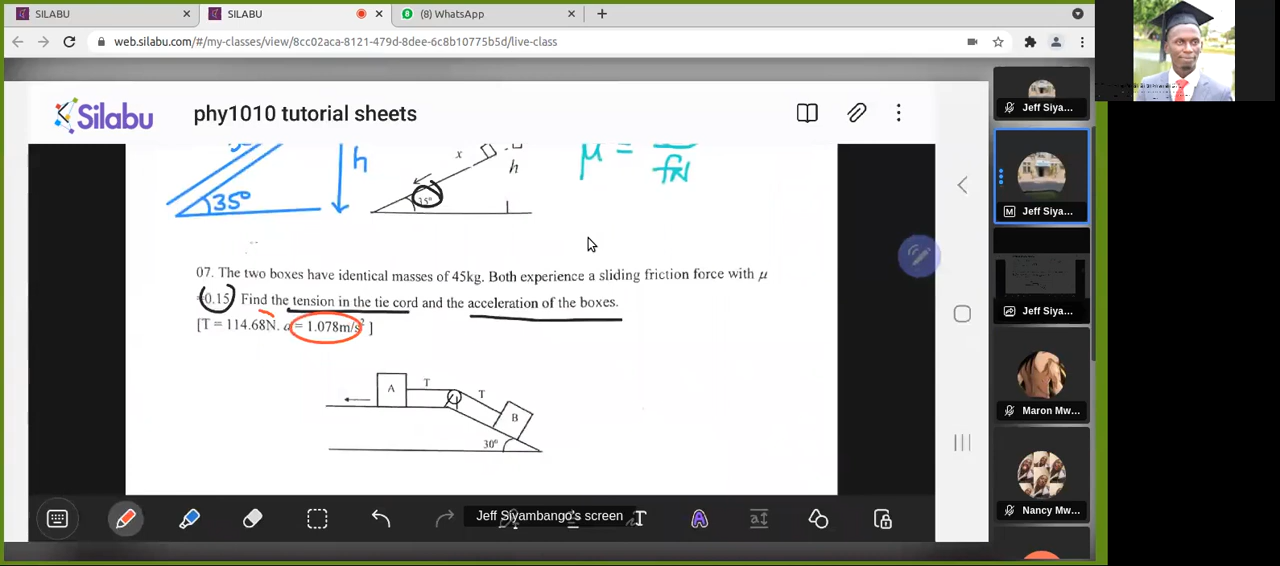 SILABU
SILABU
(8) WhatsApp
web.silabu.com/#/my-classes/view/8cc02aca-8121-479d-8dee-6c8b10775b5d/live-class
Silabu
phy1010 tutorial sheets
Jeff Siya...
Jeff Siya...
Jeff Siya...
Maron Mw...
Nancy Mw...
35°
h
x
h
35°
μ =
fN
07. The two boxes have identical masses of 45kg. Both experience a sliding friction force with μ
=0.15. Find the tension in the tie cord and the acceleration of the boxes.
[T = 114.68N. a = 1.078m/s² ]
A
T
T
B
30°
Jeff Siyambango's screen